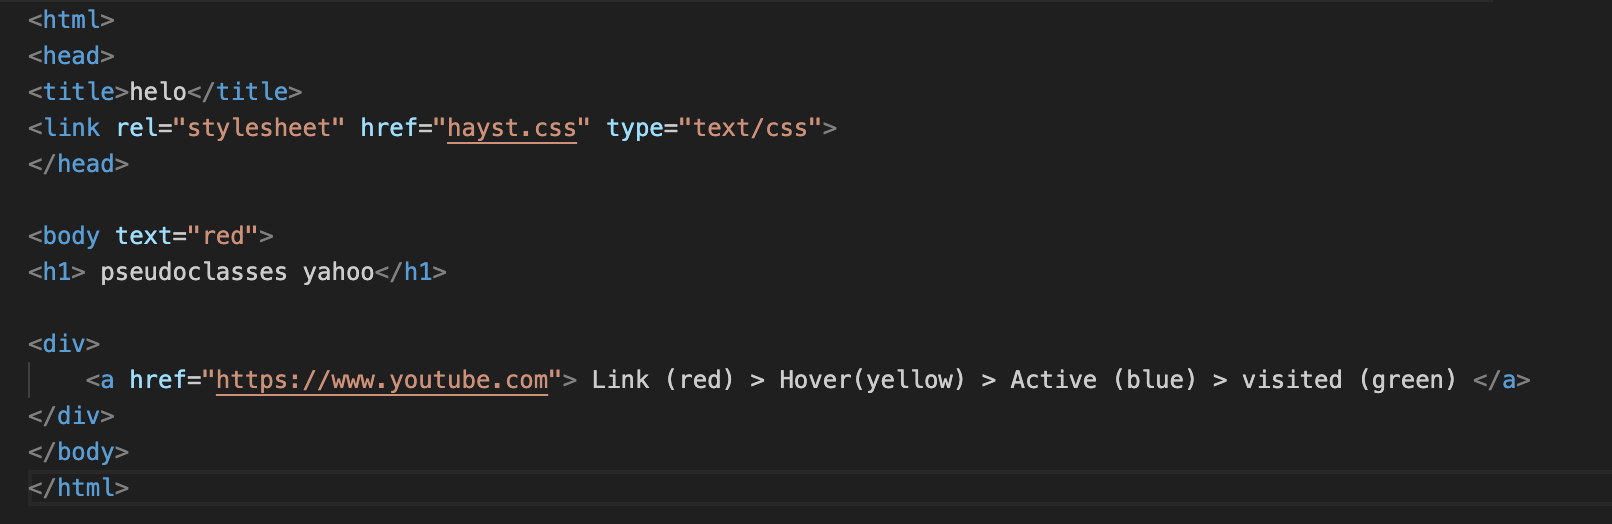 <html>
<head>
<title>helo</title>
<link rel="stylesheet" href="hayst.css" type="text/css">
</head>
<body text="red">
<h1> pseudoclasses yahoo</h1>
<div>
<a href="https://www.youtube.com"> Link (red) > Hover(yellow) > Active (blue) > visited (green) </a>
</div>
</body>
</html>